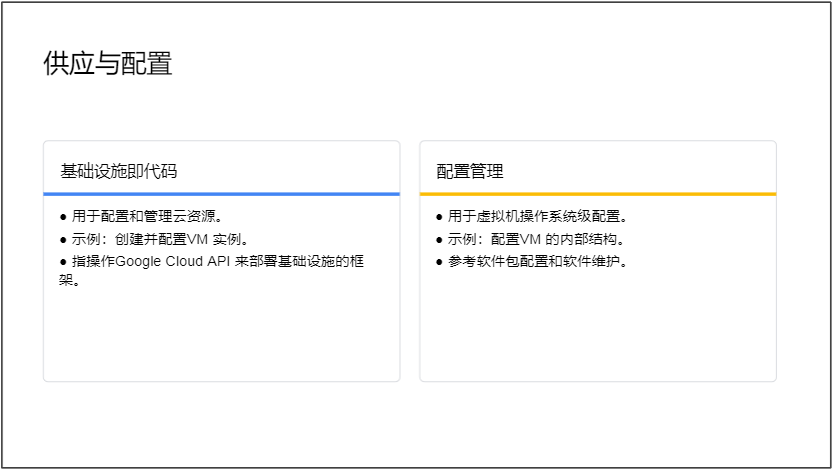 供应与配置
基础设施即代码
● 用于配置和管理云资源。
● 示例：创建并配置VM 实例。
● 指操作Google Cloud API 来部署基础设施的框
架。
配置管理
● 用于虚拟机操作系统级配置。
● 示例：配置VM 的内部结构。
● 参考软件包配置和软件维护。